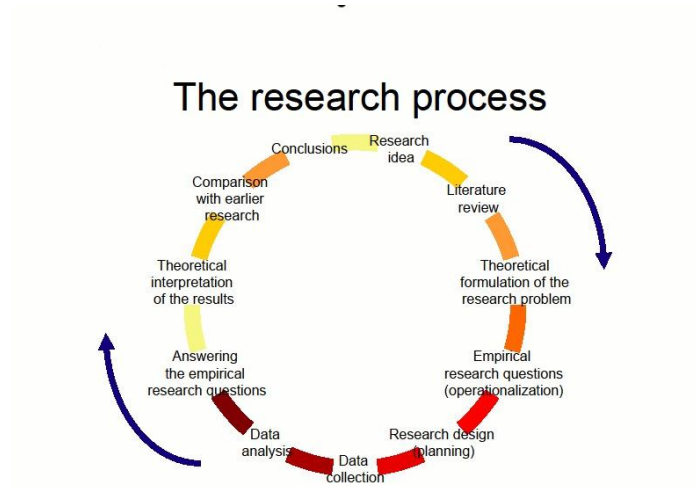 The research process
Research
idea
Literature
review
Theoretical
formulation of the
research problem
Empirical
research questions
(operationalization)
Research design
(planning)
Data
collection
Data
analysis
Answering
the empirical
research questions
Theoretical
interpretation
of the results
Comparison
with earlier
research
Conclusions